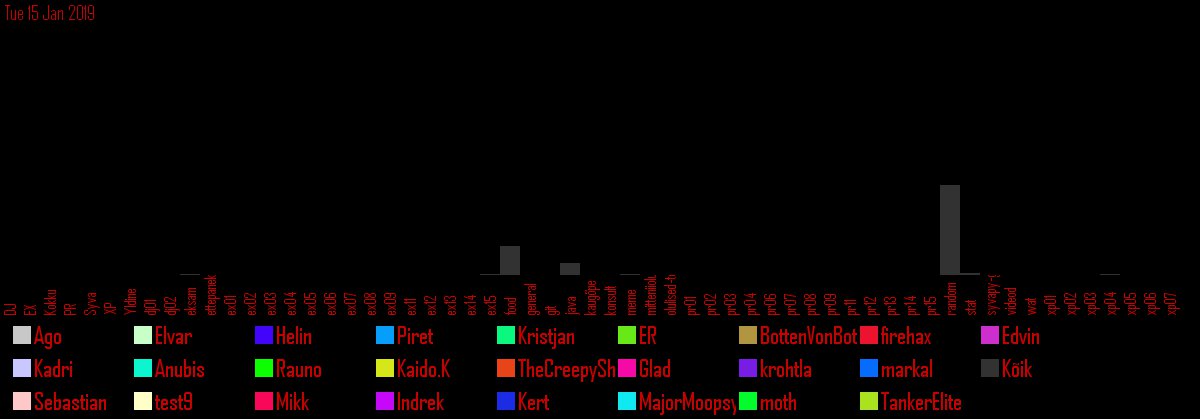 Tue 15 Jan 2019
DJ EX Kokku PR Syva XP Yldine dj01 dj02 eksam ettepanek ex01 ex02 ex03 ex04 ex05 ex06 ex07 ex08 ex09 ex11 ex12 ex13 ex14 ex15 food general git java kaugõpe konsult meme mitteriioli. olulised-h pr01 pr02 pr03 pr04 pr06 pr07 pr08 pr09 pr11 pr12 pr13 pr14 pr15 random stat syvapy-t videod wat xp01 xp02 xp03 xp04 xp05 xp06 xp07
Ago Elvar Helin Piret Kristjan ER BottenVonBot firehax Edvin
Kadri Anubis Rauno Kaido.K TheCreepySh Glad krohtla markal Kõik
Sebastian test9 Mikk Indrek Kert MajorMoopsy moth TankerElite